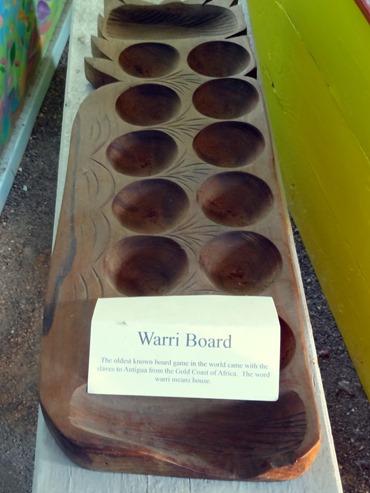 Warri Board
The oldest known board game in the world came with the
slaves to Antigua from the Gold Coast of Africa. The word
warri means house.